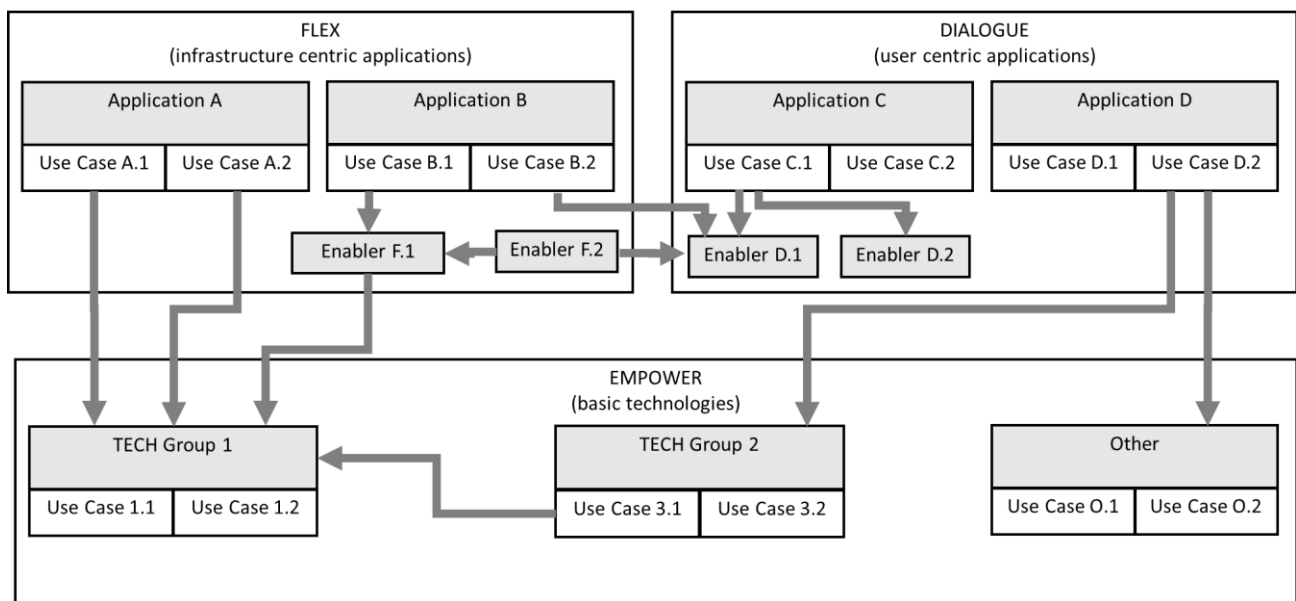 FLEX
(infrastructure centric applications)
Application A
Application B
Use Case A.1
Use Case A.2
Use Case B.1
Use Case B.2
Enabler F.1
Enabler F.2
DIALOGUE
(user centric applications)
Application C
Application D
Use Case C.1
Use Case C.2
Use Case D.1
Use Case D.2
Enabler D.1
Enabler D.2
EMPOWER
(basic technologies)
TECH Group 1
TECH Group 2
Other
Use Case 1.1
Use Case 1.2
Use Case 3.1
Use Case 3.2
Use Case O.1
Use Case O.2